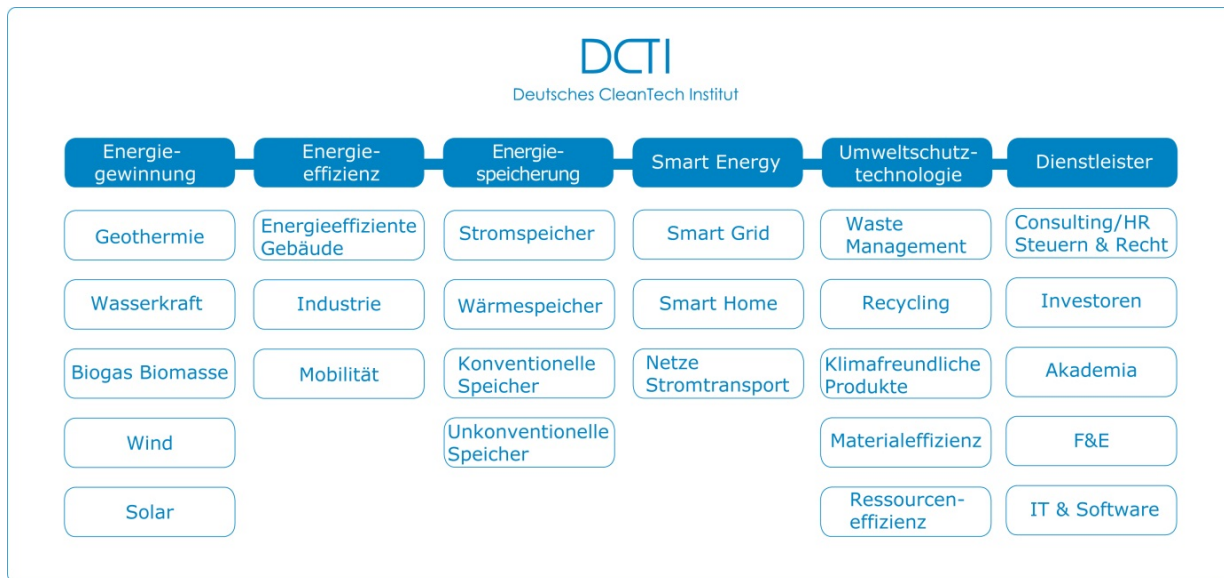 DCTI
Deutsches CleanTech Institut
Energie-
gewinnung
Geothermie
Wasserkraft
Biogas Biomasse
Wind
Solar
Energie-
effizienz
Energieeffiziente
Gebäude
Industrie
Mobilität
Energie-
speicherung
Stromspeicher
Wärmespeicher
Konventionelle
Speicher
Unkonventionelle
Speicher
Smart Energy
Smart Grid
Smart Home
Netze
Stromtransport
Umweltschutz-
technologie
Waste
Management
Recycling
Klimafreundliche
Produkte
Materialeffizienz
Ressourcen-
effizienz
Dienstleister
Consulting/HR
Steuern & Recht
Investoren
Akademia
F&E
IT & Software